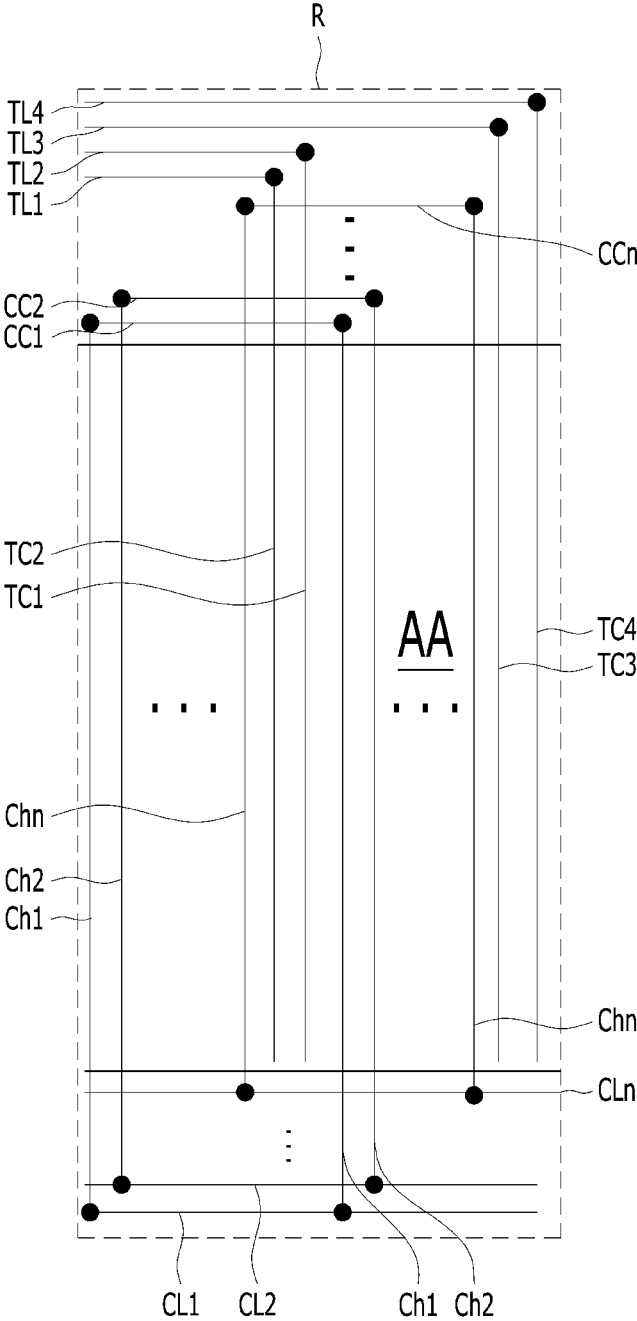 R
TL4
TL3
TL2
TL1
CCn
CC2
CC1
TC2
TC1
AA
TC4
TC3
Chn
Ch2
Ch1
Chn
CLn
CL1 CL2 Ch1 Ch2